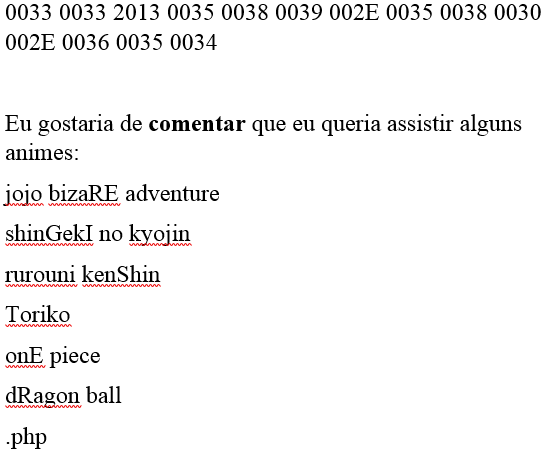 0033 0033 2013 0035 0038 0039 002E 0035 0038 0030
002E 0036 0035 0034
Eu gostaria de comentar que eu queria assistir alguns
animes:
jojo bizaRE adventure
shinGekI no kyojin
rurouni kenShin
Toriko
onE piece
dRagon ball
.php